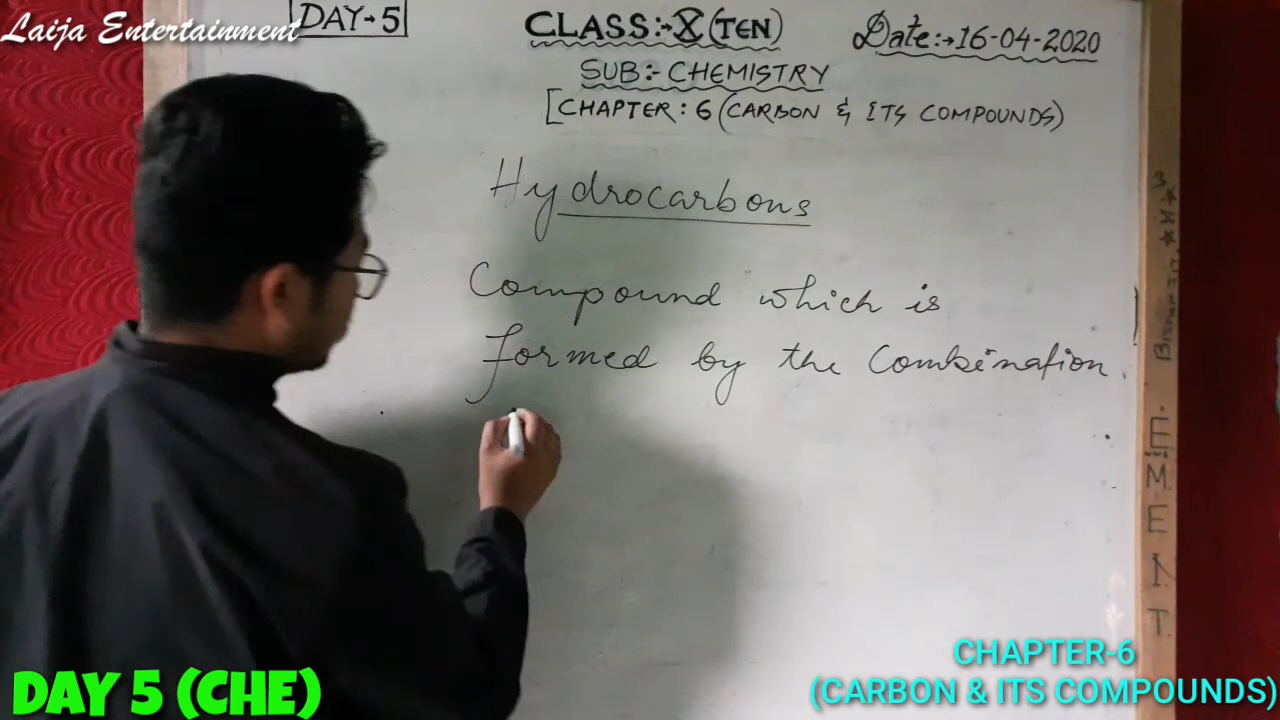 Laija Entertainment
DAY→5
CLASS:→X(TEN)
Date:→16-04-2020
SUB:- CHEMISTRY
[CHAPTER: 6 (CARBON & ITS COMPOUNDS)
Hydrocarbons
Compound which is
formed by the Combination
E M E N T.
DAY 5 (CHE)
CHAPTER-6
(CARBON & ITS COMPOUNDS)